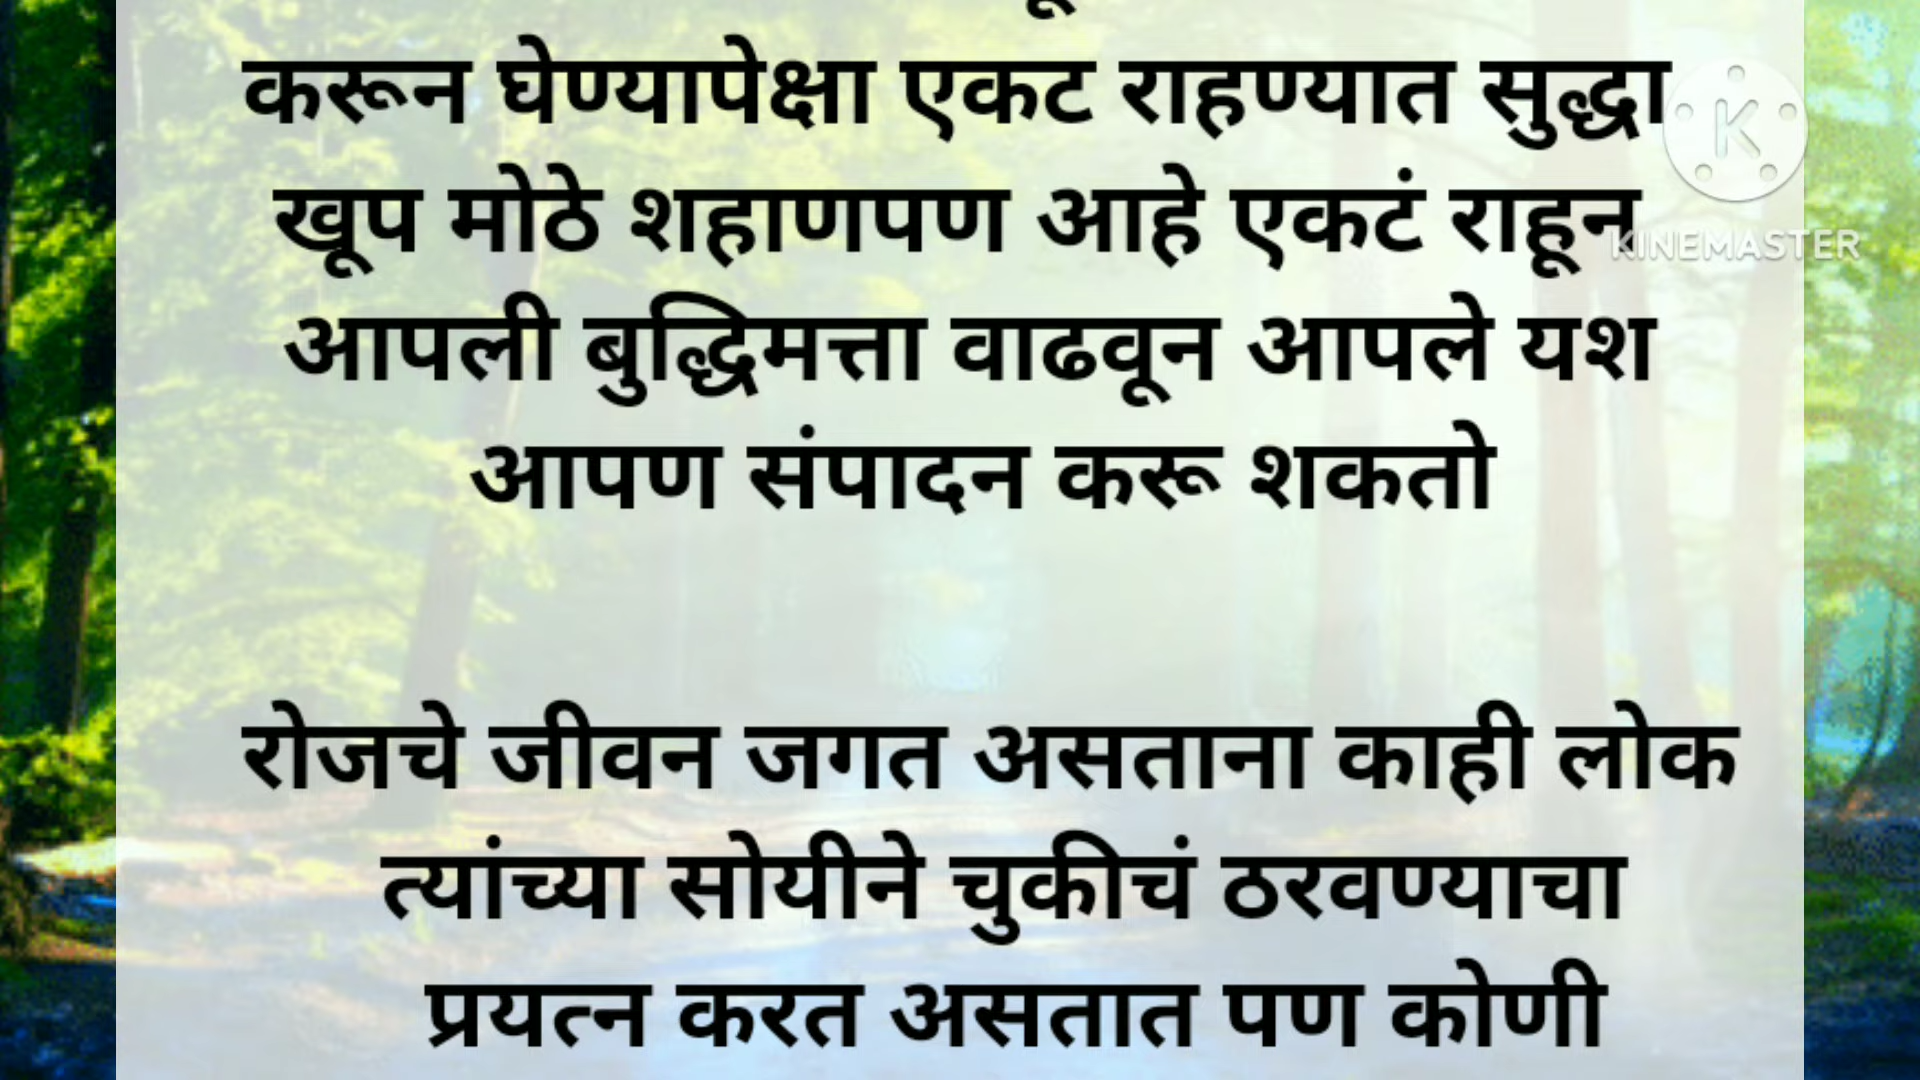 करून घेण्यापेक्षा एकट राहण्यात सुद्धा
खूप मोठे शहाणपण आहे एकटं राहून
आपली बुद्धिमत्ता वाढवून आपले यश
आपण संपादन करू शकतो
रोजचे जीवन जगत असताना काही लोक
त्यांच्या सोयीने चुकीचं ठरवण्याचा
प्रयत्न करत असतात पण कोणी
K
KINEMASTER